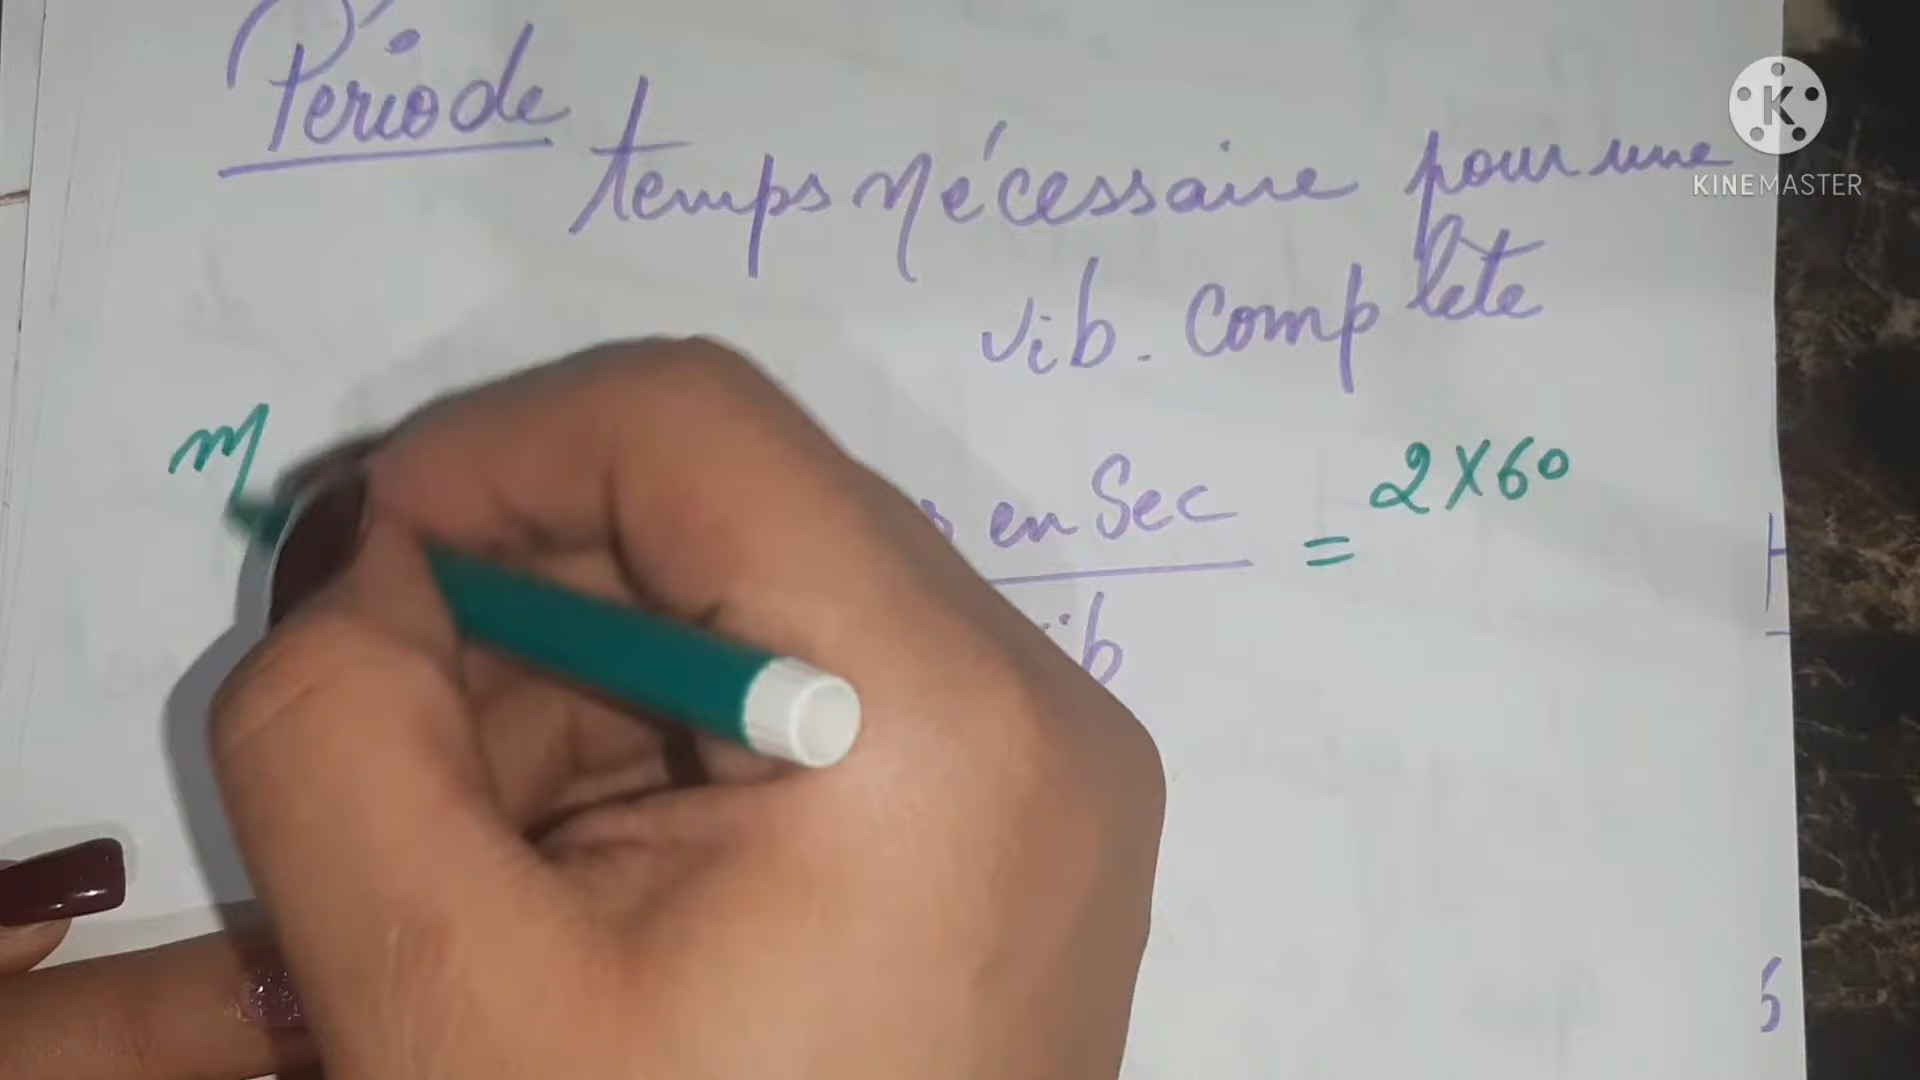 Période
temps nécessaire pour une
vib. complète
m
en Sec
= 2x60
K
KINEMASTER